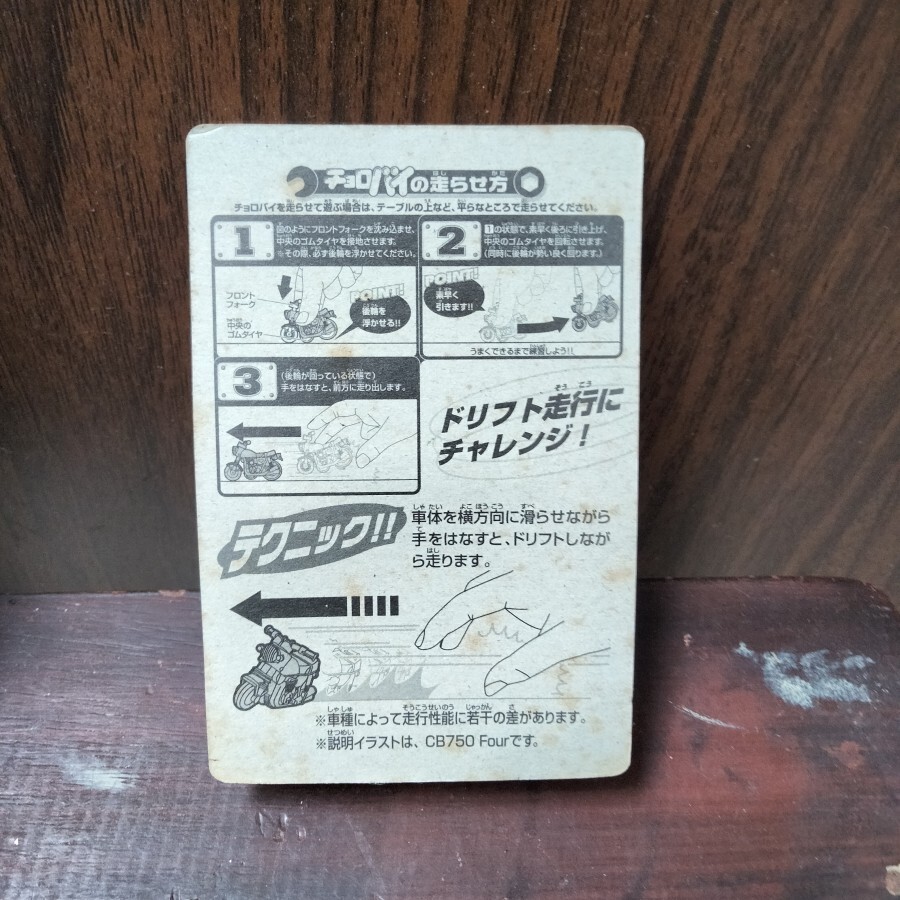 チョロバイの走らせ方
チョロバイを走らせて遊ぶ場合は、テーブルの上など、平らなところで走らせてください。
1
図のようにフロントフォークを沈み込ませ、
中央のゴムタイヤを接地させます。
※その際、必ず後輪を浮かせてください。
フロント
フォーク
中央の
ゴムタイヤ
POINT!
後輪を
浮かせる!!
2
1の状態で、素早く後ろに引き上げ、
中央のゴムタイヤを回転させます。
(同時に後輪が勢い良く回ります。)
POINT!
素早く
引きます!!
うまくできるまで練習しよう!!
3
(後輪が回っている状態で)
手をはなすと、前方に走り出します。
ドリフト走行に
チャレンジ!
テクニック!!
車体を横方向に滑らせながら
手をはなすと、ドリフトしなが
ら走ります。
※車種によって走行性能に若干の差があります。
※説明イラストは、CB750 Fourです。